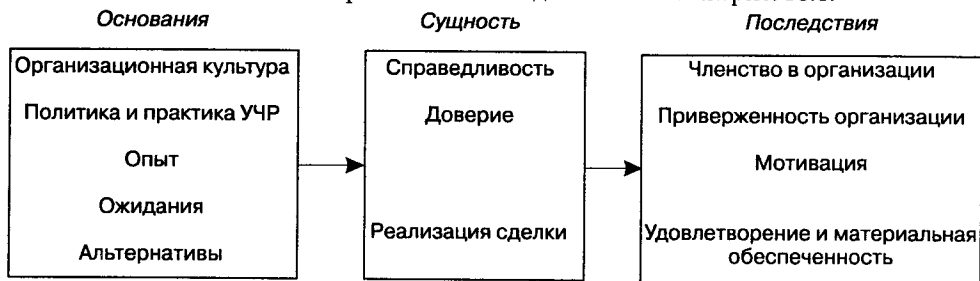 Основания
Сущность
Последствия
Организационная культура
Политика и практика УЧР
Опыт
Ожидания
Альтернативы
Справедливость
Доверие
Реализация сделки
Членство в организации
Приверженность организации
Мотивация
Удовлетворение и материальная
обеспеченность